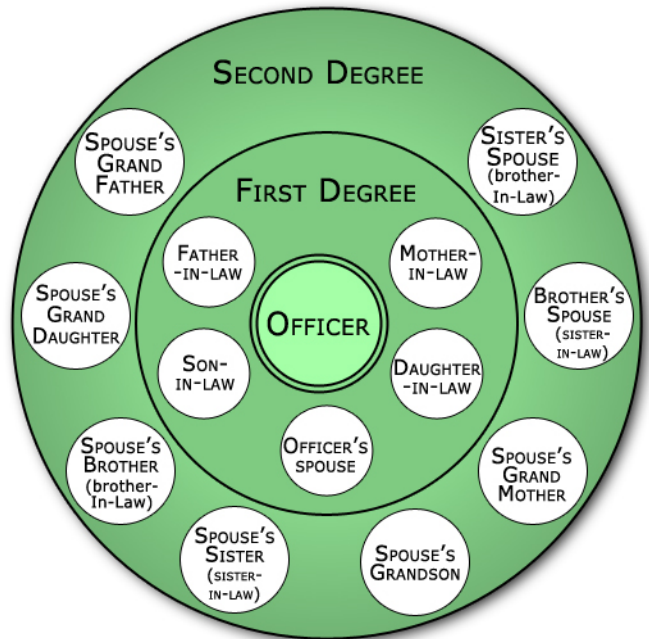 SECOND DEGREE
SPOUSE'S
GRAND
FATHER
SISTER'S
SPOUSE
(brother-
In-Law)
FIRST DEGREE
FATHER
-IN-LAW
MOTHER-
IN-LAW
OFFICER
SPOUSE'S
GRAND
DAUGHTER
BROTHER'S
SPOUSE
(SISTER-
IN-LAW)
SON-
IN-LAW
DAUGHTER
-IN-LAW
OFFICER'S
SPOUSE
SPOUSE'S
BROTHER
(brother-
In-Law)
SPOUSE'S
GRAND
MOTHER
SPOUSE'S
SISTER
(SISTER-
IN-LAW)
SPOUSE'S
GRANDSON